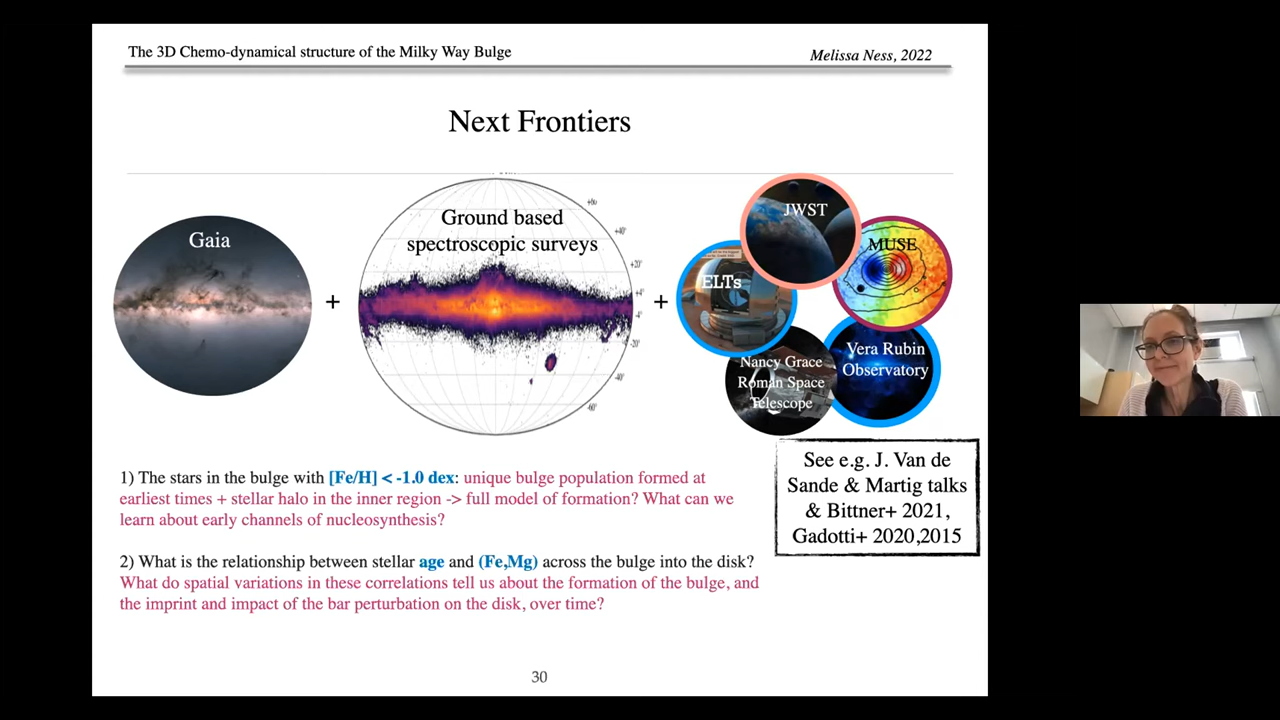 The 3D Chemo-dynamical structure of the Milky Way Bulge
Melissa Ness, 2022
Next Frontiers
Gaia
+
Ground based
spectroscopic surveys
+
JWST
MUSE
ELTs
Vera Rubin
Observatory
Nancy Grace
Roman Space
Telescope
1) The stars in the bulge with [Fe/H] < -1.0 dex: unique bulge population formed at
earliest times + stellar halo in the inner region -> full model of formation? What can we
learn about early channels of nucleosynthesis?
2) What is the relationship between stellar age and (Fe,Mg) across the bulge into the disk?
What do spatial variations in these correlations tell us about the formation of the bulge, and
the imprint and impact of the bar perturbation on the disk, over time?
See e.g. J. Van de
Sande & Martig talks
& Bittner+ 2021,
Gadotti+ 2020,2015
30